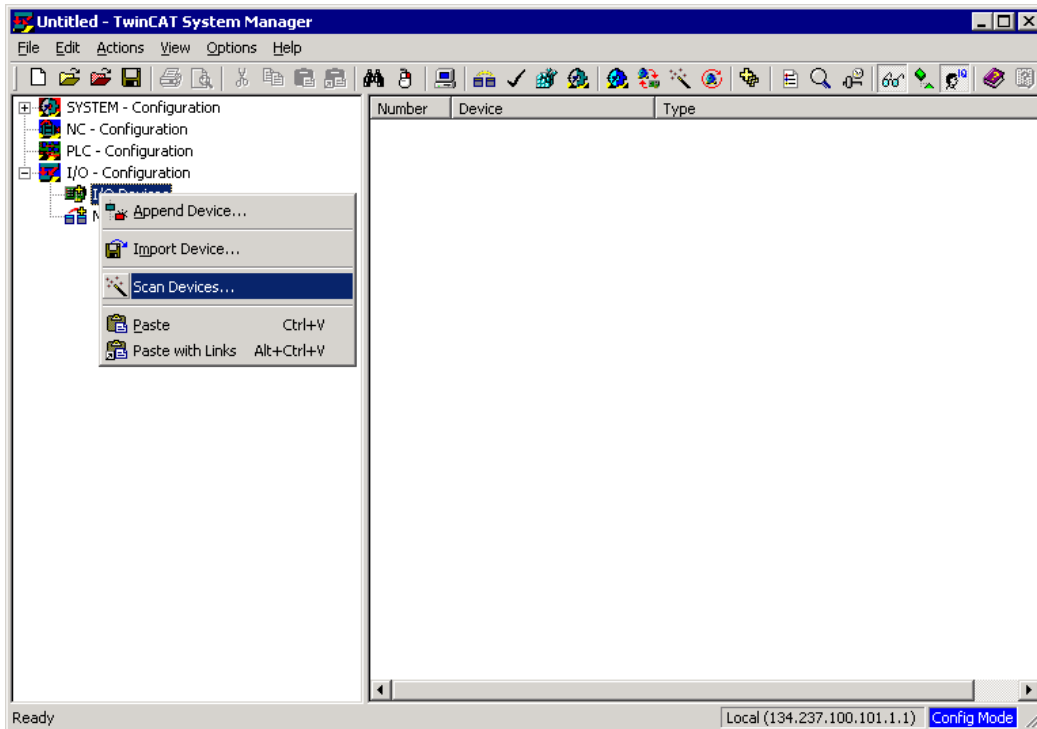 Untitled - TwinCAT System Manager
File Edit Actions View Options Help
SYSTEM - Configuration
NC - Configuration
PLC - Configuration
I/O - Configuration
I/O Devices
Append Device...
Import Device...
Scan Devices...
Paste Ctrl+V
Paste with Links Alt+Ctrl+V
Number Device Type
Ready Local (134.237.100.101.1.1) Config Mode